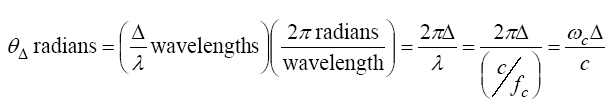 θ_Δ radians = (Δ/λ wavelengths)(2π radians/wavelength) = 2πΔ/λ = 2πΔ/(c/f_c) = ω_cΔ/c